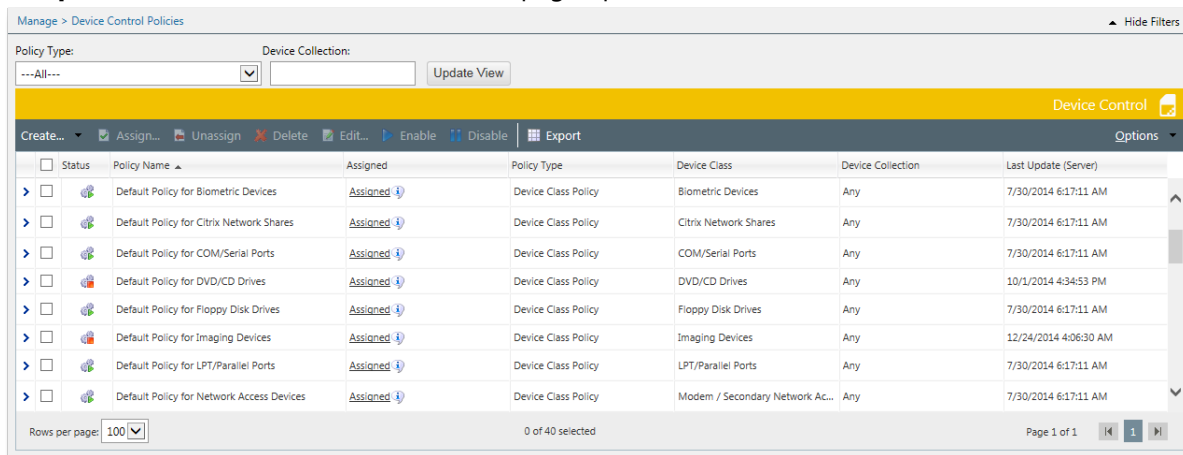 Manage > Device Control Policies Hide Filters
Policy Type: Device Collection:
---All--- Update View
Device Control
Create... Assign... Unassign Delete Edit... Enable Disable Export Options
Status Policy Name Assigned Policy Type Device Class Device Collection Last Update (Server)
Default Policy for Biometric Devices Assigned Device Class Policy Biometric Devices Any 7/30/2014 6:17:11 AM
Default Policy for Citrix Network Shares Assigned Device Class Policy Citrix Network Shares Any 7/30/2014 6:17:11 AM
Default Policy for COM/Serial Ports Assigned Device Class Policy COM/Serial Ports Any 7/30/2014 6:17:11 AM
Default Policy for DVD/CD Drives Assigned Device Class Policy DVD/CD Drives Any 10/1/2014 4:34:53 PM
Default Policy for Floppy Disk Drives Assigned Device Class Policy Floppy Disk Drives Any 7/30/2014 6:17:11 AM
Default Policy for Imaging Devices Assigned Device Class Policy Imaging Devices Any 12/24/2014 4:06:30 AM
Default Policy for LPT/Parallel Ports Assigned Device Class Policy LPT/Parallel Ports Any 7/30/2014 6:17:11 AM
Default Policy for Network Access Devices Assigned Device Class Policy Modem / Secondary Network Ac... Any 7/30/2014 6:17:11 AM
Rows per page: 100 0 of 40 selected Page 1 of 1 1